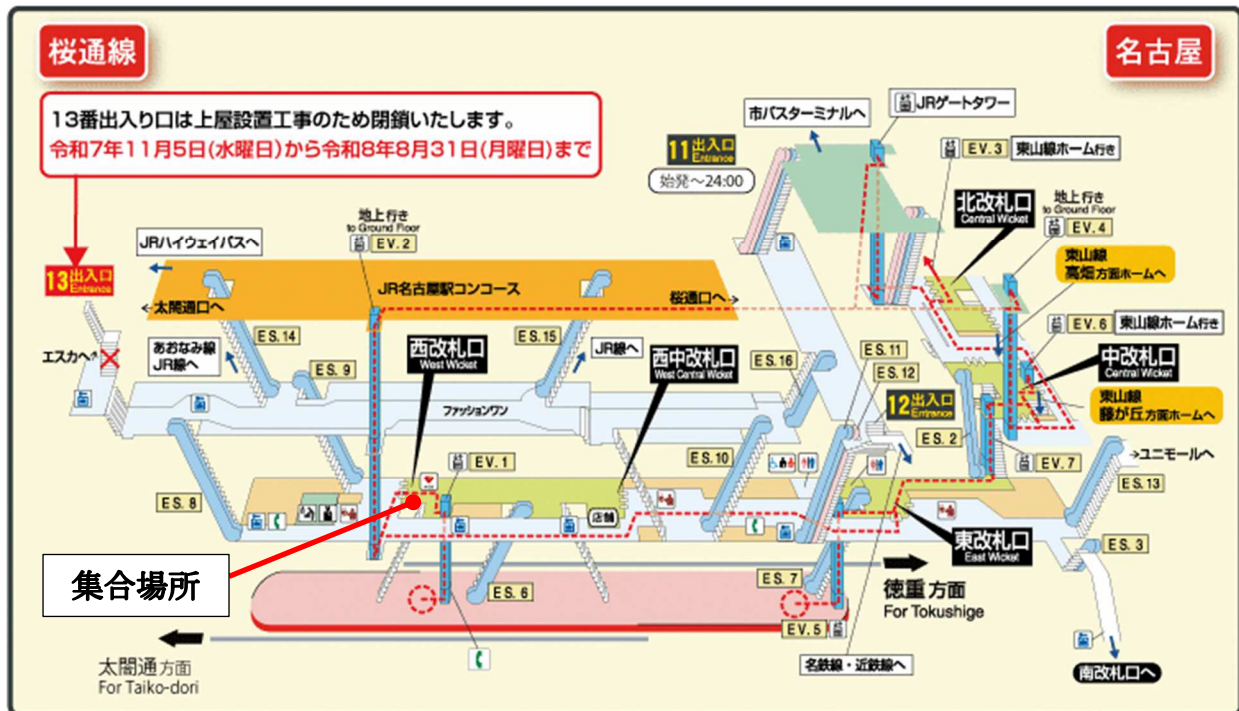 桜通線
名古屋
13番出入り口は上屋設置工事のため閉鎖いたします。
令和7年11月5日(水曜日)から令和8年8月31日(月曜日)まで
市バスターミナルへ
JRゲートタワー
11出入口
Entrance
始発~24:00
EV.3
東山線ホーム行き
北改札口
Central Wicket
地上行き
to Ground Floor
EV.4
地上行き
to Ground Floor
EV.2
JRハイウェイバスへ
東山線
高畑方面ホームへ
13出入口
Entrance
JR名古屋駅コンコース
太閤通口へ
桜通口へ
EV.6
東山線ホーム行き
ES.14
ES.15
エスカへ
あおなみ線
JR線へ
ES.9
西改札口
West Wicket
JR線へ
西中改札口
West Central Wicket
ES.16
ES.11
ES.12
中改札口
Central Wicket
12出入口
Entrance
東山線
藤が丘方面ホームへ
ファッションワン
ES.2
EV.1
ES.10
EV.7
ユニモールへ
ES.13
ES.8
店舗
東改札口
East Wicket
ES.3
集合場所
ES.6
ES.7
徳重方面
For Tokushige
EV.5
太閤通方面
For Taiko-dori
名鉄線・近鉄線へ
南改札口へ